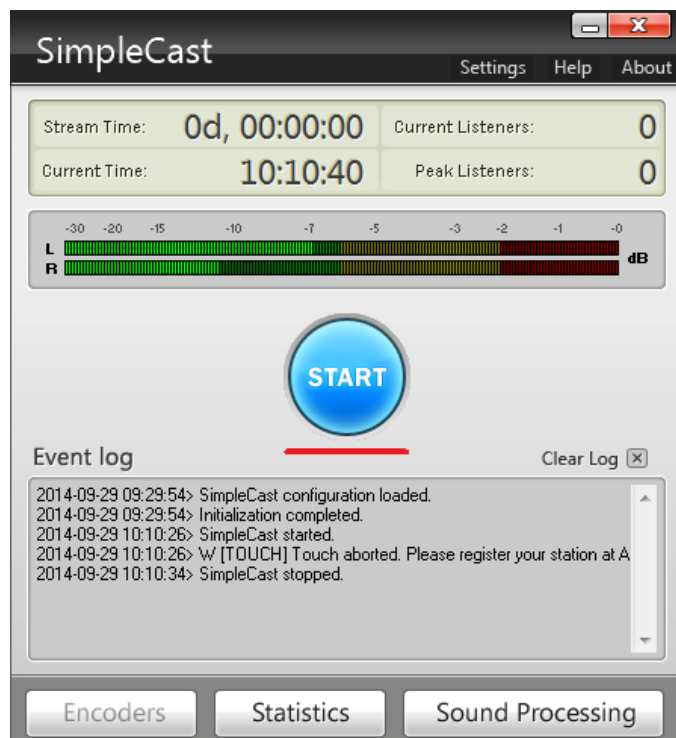 SimpleCast
Settings Help About
Stream Time: 0d, 00:00:00 Current Listeners: 0
Current Time: 10:10:40 Peak Listeners: 0
-30 -20 -15 -10 -7 -5 -3 -2 -1 -0
L
R
dB
START
Event log Clear Log
2014-09-29 09:29:54> SimpleCast configuration loaded.
2014-09-29 09:29:54> Initialization completed.
2014-09-29 10:10:26> SimpleCast started.
2014-09-29 10:10:26> W [TOUCH] Touch aborted. Please register your station at A
2014-09-29 10:10:34> SimpleCast stopped.
Encoders Statistics Sound Processing